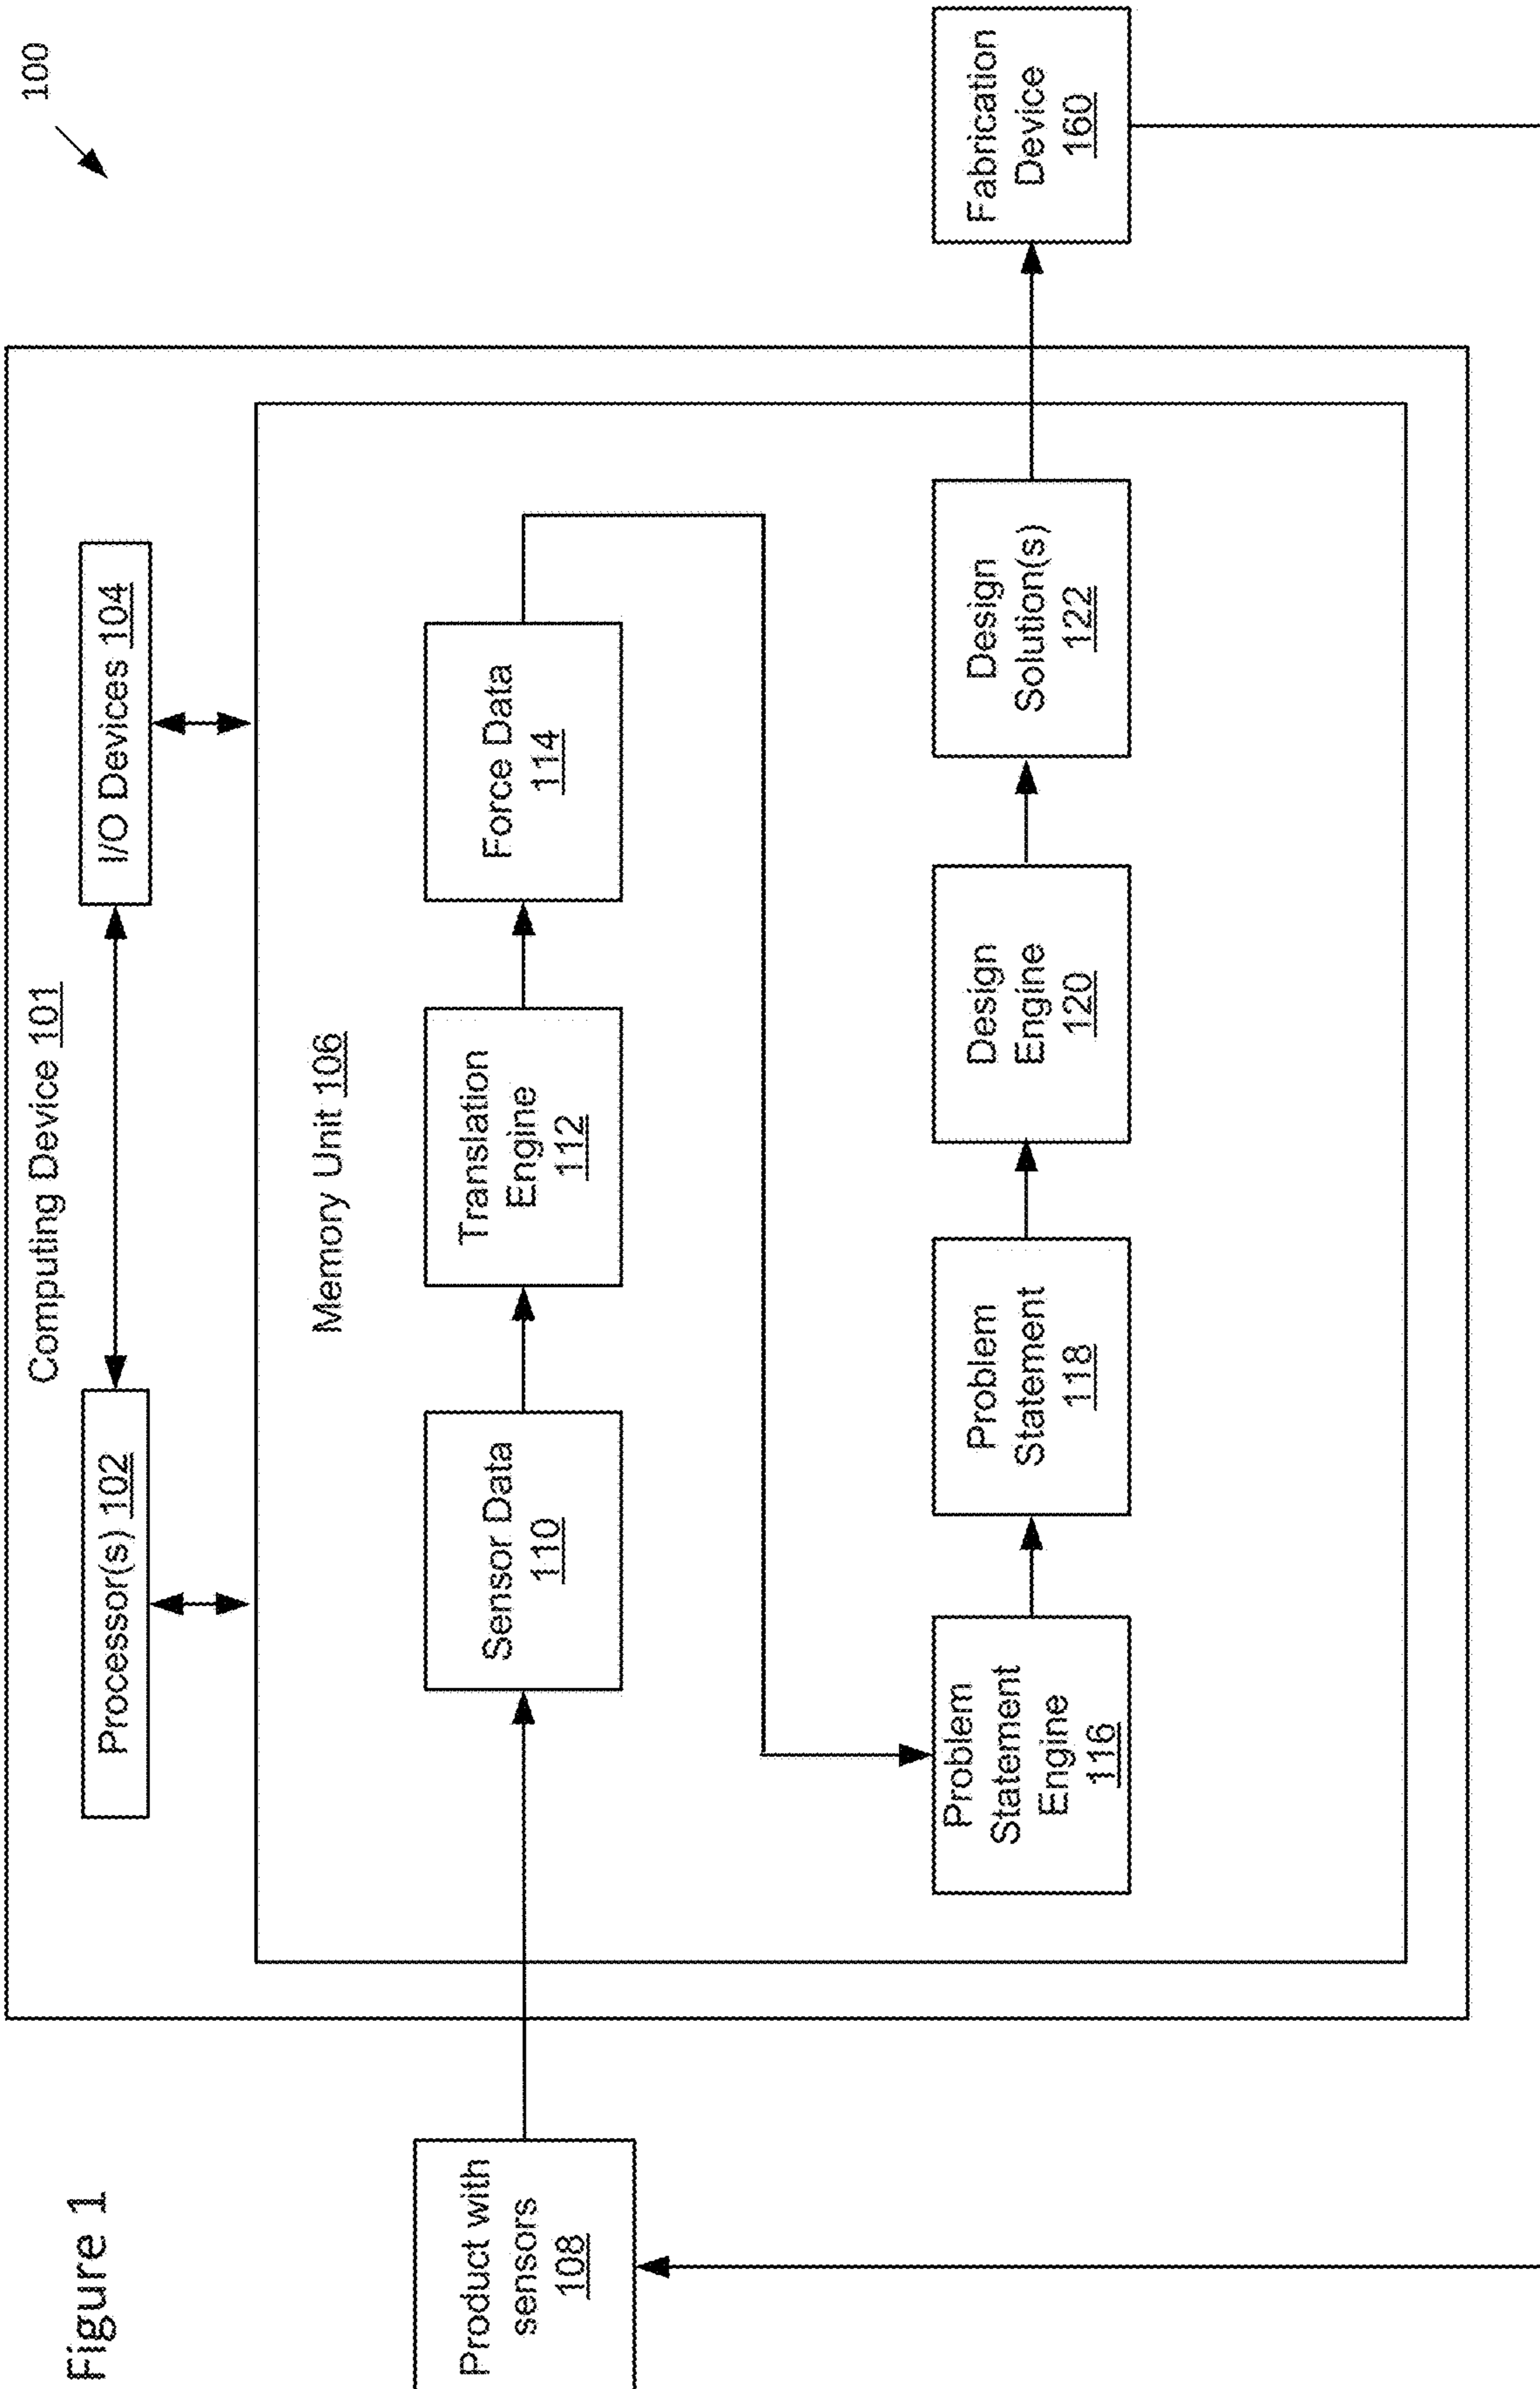 Figure 1
100
Computing Device 101
Processor(s) 102
I/O Devices 104
Memory Unit 106
Product with
sensors
108
Sensor Data
110
Translation
Engine
112
Force Data
114
Problem
Statement
Engine
116
Problem
Statement
118
Design
Engine
120
Design
Solution(s)
122
Fabrication
Device
160